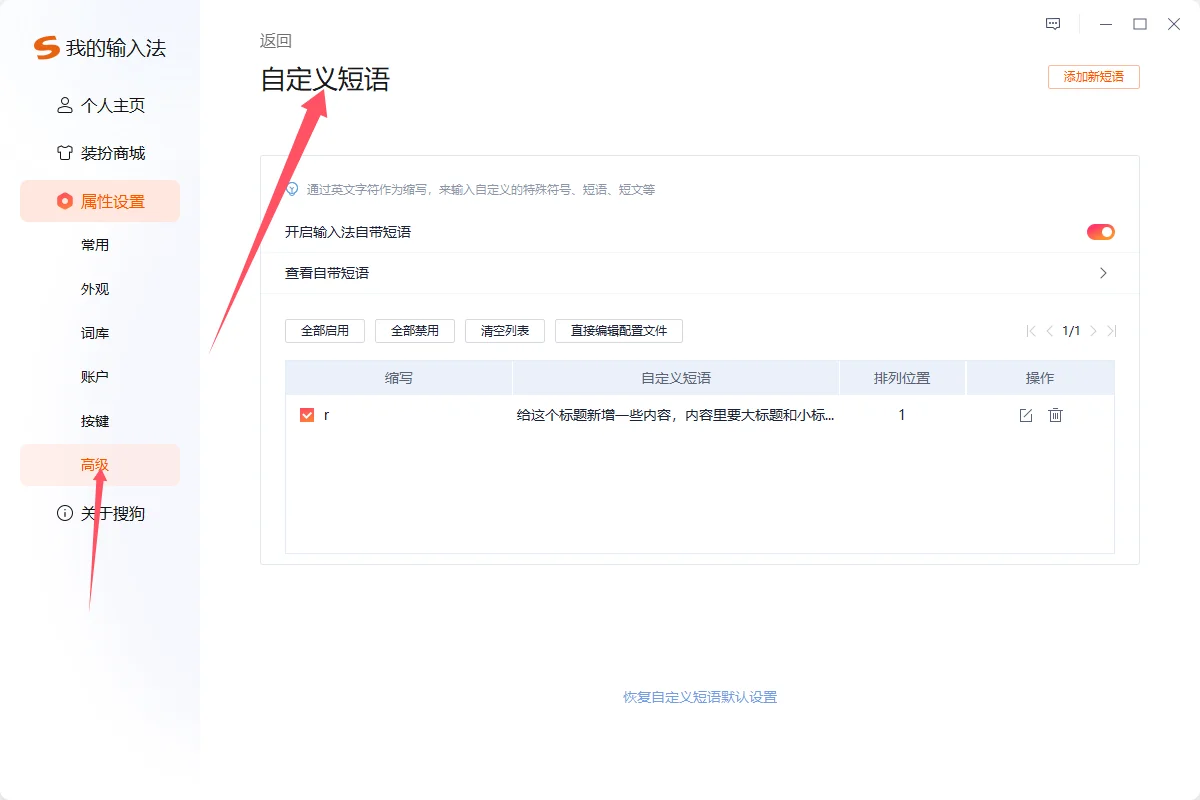 我的输入法
个人主页
装扮商城
属性设置
常用
外观
词库
账户
按键
高级
关于搜狗
返回
自定义短语
添加新短语
通过英文字符作为缩写，来输入自定义的特殊符号、短语、短文等
开启输入法自带短语
查看自带短语
全部启用 全部禁用 清空列表 直接编辑配置文件 1/1
缩写 自定义短语 排列位置 操作
r 给这个标题新增一些内容，内容里要大标题和小标... 1
恢复自定义短语默认设置